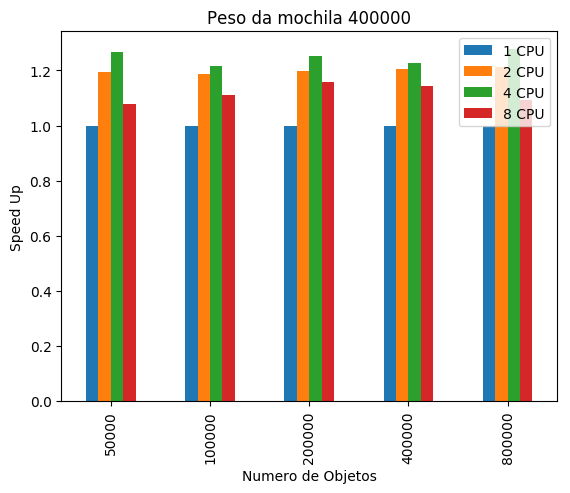 Peso da mochila 400000
1 CPU
2 CPU
4 CPU
8 CPU
Speed Up
1.2
1.0
0.8
0.6
0.4
0.2
0.0
50000
100000
200000
400000
800000
Numero de Objetos